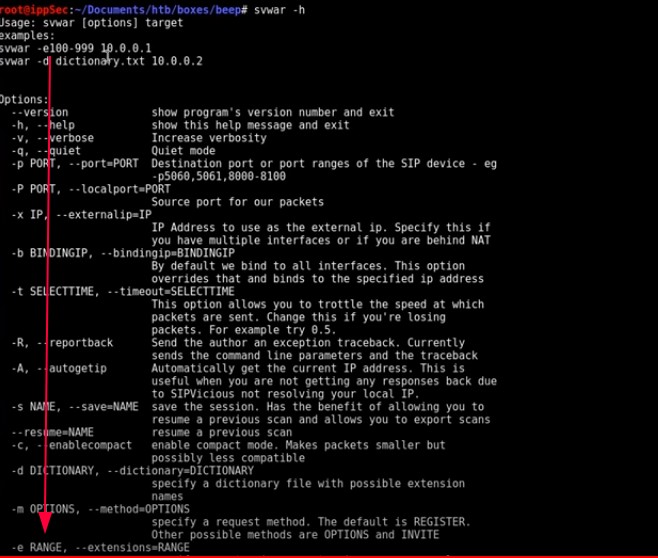 root@ippSec:~/Documents/htb/boxes/beep# svwar -h
Usage: svwar [options] target
examples:
svwar -e100-999 10.0.0.1
svwar -d dictionary.txt 10.0.0.2
Options:
--version show program's version number and exit
-h, --help show this help message and exit
-v, --verbose Increase verbosity
-q, --quiet Quiet mode
-p PORT, --port=PORT Destination port or port ranges of the SIP device - eg
-p5060,5061,8000-8100
-P PORT, --localport=PORT
Source port for our packets
-x IP, --externalip=IP
IP Address to use as the external ip. Specify this if
you have multiple interfaces or if you are behind NAT
-b BINDINGIP, --bindingip=BINDINGIP
By default we bind to all interfaces. This option
overrides that and binds to the specified ip address
-t SELECTTIME, --timeout=SELECTTIME
This option allows you to trottle the speed at which
packets are sent. Change this if you're losing
packets. For example try 0.5.
-R, --reportback Send the author an exception traceback. Currently
sends the command line parameters and the traceback
-A, --autogetip Automatically get the current IP address. This is
useful when you are not getting any responses back due
to SIPVicious not resolving your local IP.
-s NAME, --save=NAME save the session. Has the benefit of allowing you to
resume a previous scan and allows you to export scans
--resume=NAME resume a previous scan
-c, --enablecompact enable compact mode. Makes packets smaller but
possibly less compatible
-d DICTIONARY, --dictionary=DICTIONARY
specify a dictionary file with possible extension
names
-m OPTIONS, --method=OPTIONS
specify a request method. The default is REGISTER.
Other possible methods are OPTIONS and INVITE
-e RANGE, --extensions=RANGE